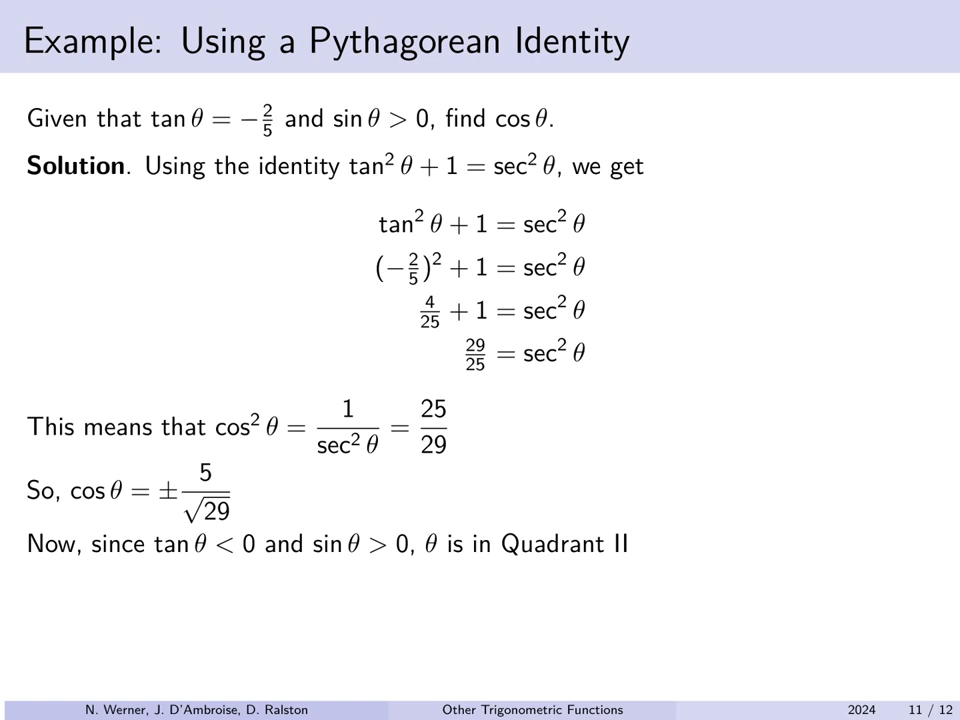 Example: Using a Pythagorean Identity
Given that tan θ = −2/5 and sin θ > 0, find cos θ.
Solution. Using the identity tan² θ + 1 = sec² θ, we get
tan² θ + 1 = sec² θ
(−2/5)² + 1 = sec² θ
4/25 + 1 = sec² θ
29/25 = sec² θ
This means that cos² θ = 1/sec² θ = 25/29
So, cos θ = ± 5/√29
Now, since tan θ < 0 and sin θ > 0, θ is in Quadrant II
N. Werner, J. D'Ambroise, D. Ralston Other Trigonometric Functions 2024 11 / 12